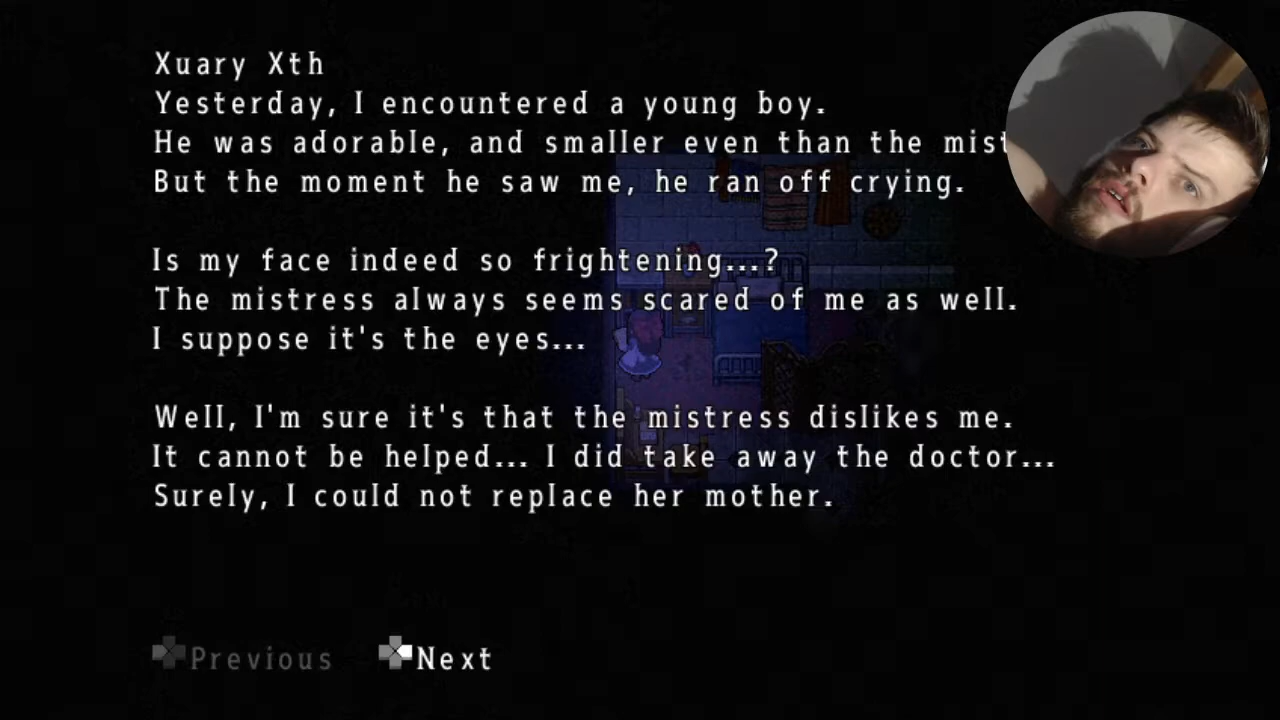 Xuary Xth
Yesterday, I encountered a young boy.
He was adorable, and smaller even than the
But the moment he saw me, he ran off crying.
Is my face indeed so frightening...?
The mistress always seems scared of me as well.
I suppose it's the eyes...
Well, I'm sure it's that the mistress dislikes me.
It cannot be helped... I did take away the doctor...
Surely, I could not replace her mother.
Previous Next